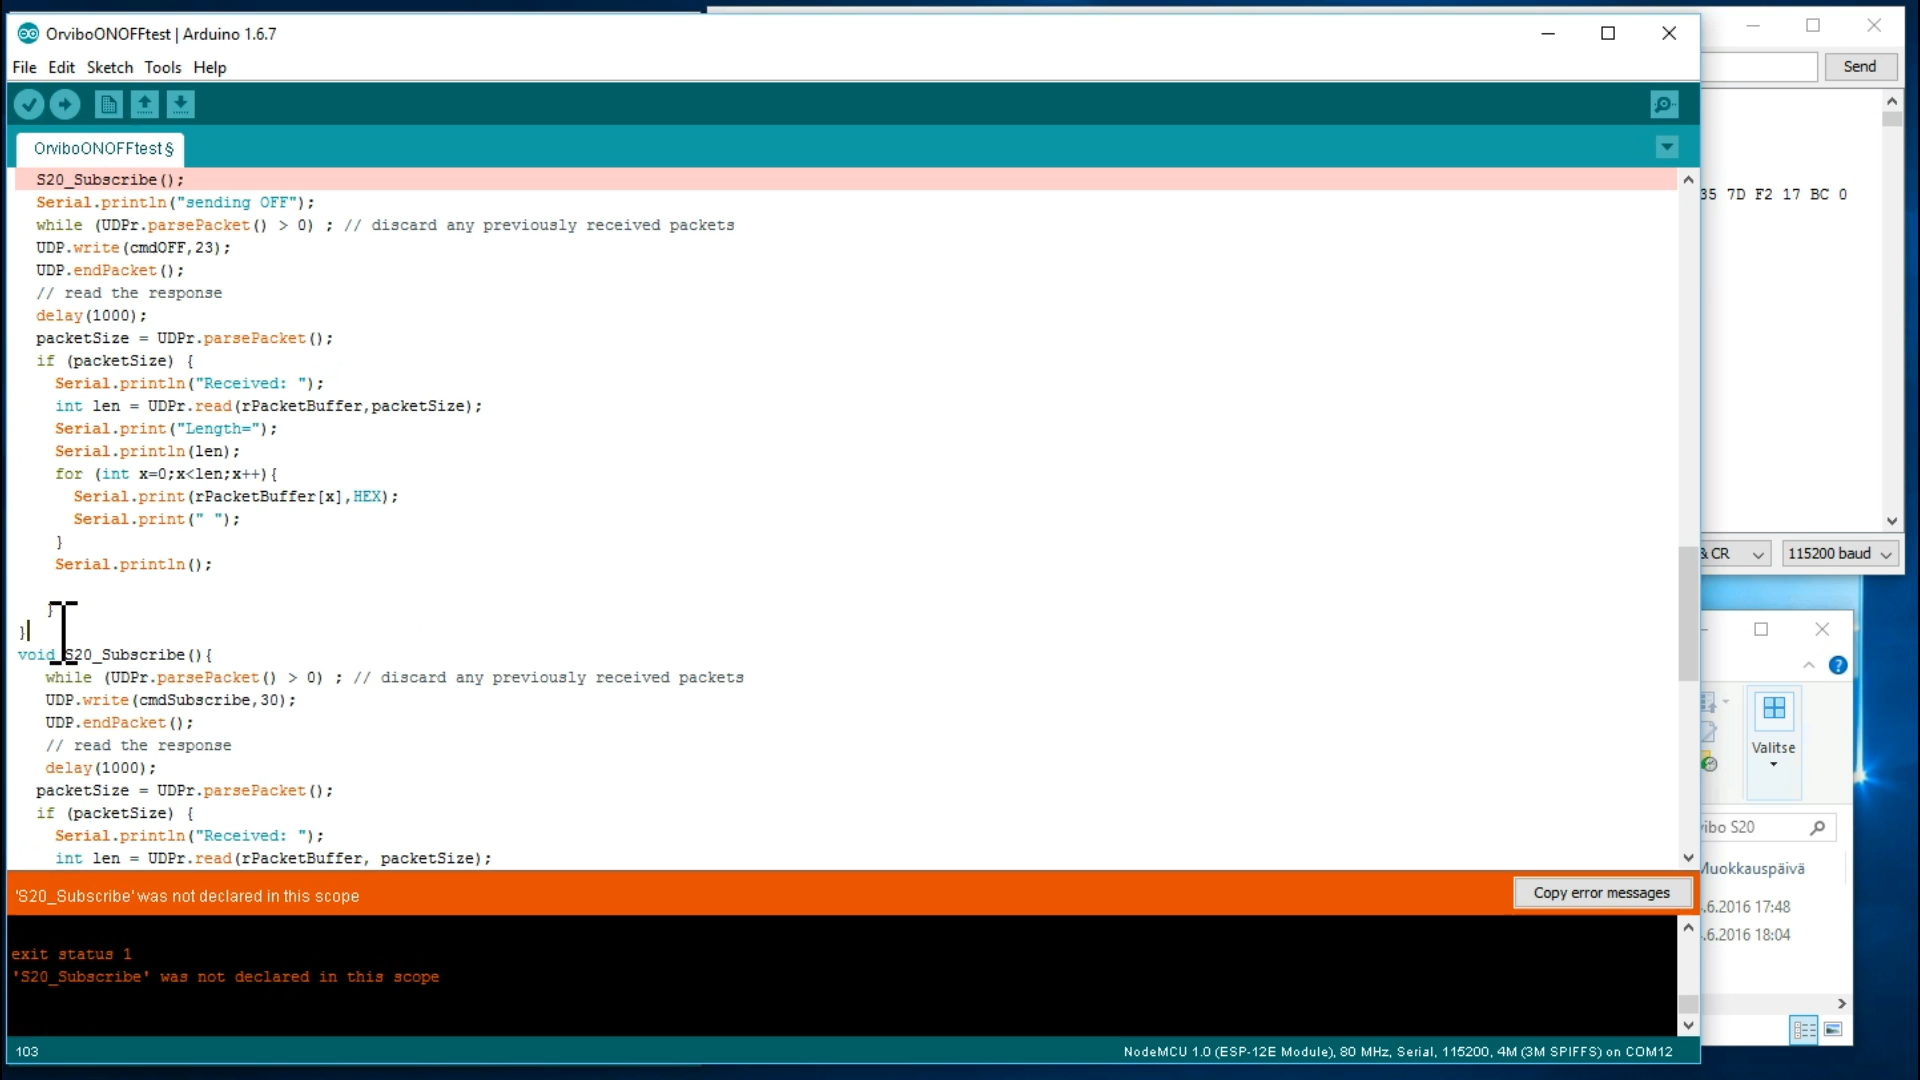 OrviboONOFFtest | Arduino 1.6.7
File Edit Sketch Tools Help
Send
OrviboONOFFtest§
S20_Subscribe();
Serial.println("sending OFF");
while (UDPr.parsePacket() > 0) ; // discard any previously received packets
UDP.write(cmdOFF,23);
UDP.endPacket();
// read the response
delay(1000);
packetSize = UDPr.parsePacket();
if (packetSize) {
Serial.println("Received: ");
int len = UDPr.read(rPacketBuffer,packetSize);
Serial.print("Length=");
Serial.println(len);
for (int x=0;x<len;x++){
Serial.print(rPacketBuffer[x],HEX);
Serial.print(" ");
}
Serial.println();
}
}
void S20_Subscribe(){
while (UDPr.parsePacket() > 0) ; // discard any previously received packets
UDP.write(cmdSubscribe,30);
UDP.endPacket();
// read the response
delay(1000);
packetSize = UDPr.parsePacket();
if (packetSize) {
Serial.println("Received: ");
int len = UDPr.read(rPacketBuffer, packetSize);
'S20_Subscribe' was not declared in this scope
Copy error messages
exit status 1
'S20_Subscribe' was not declared in this scope
103
NodeMCU 1.0 (ESP-12E Module), 80 MHz, Serial, 115200, 4M (3M SPIFFS) on COM12
35 7D F2 17 BC 0
& CR
115200 baud
Valitse
vibo S20
Muokkauspäivä
.6.2016 17:48
.6.2016 18:04